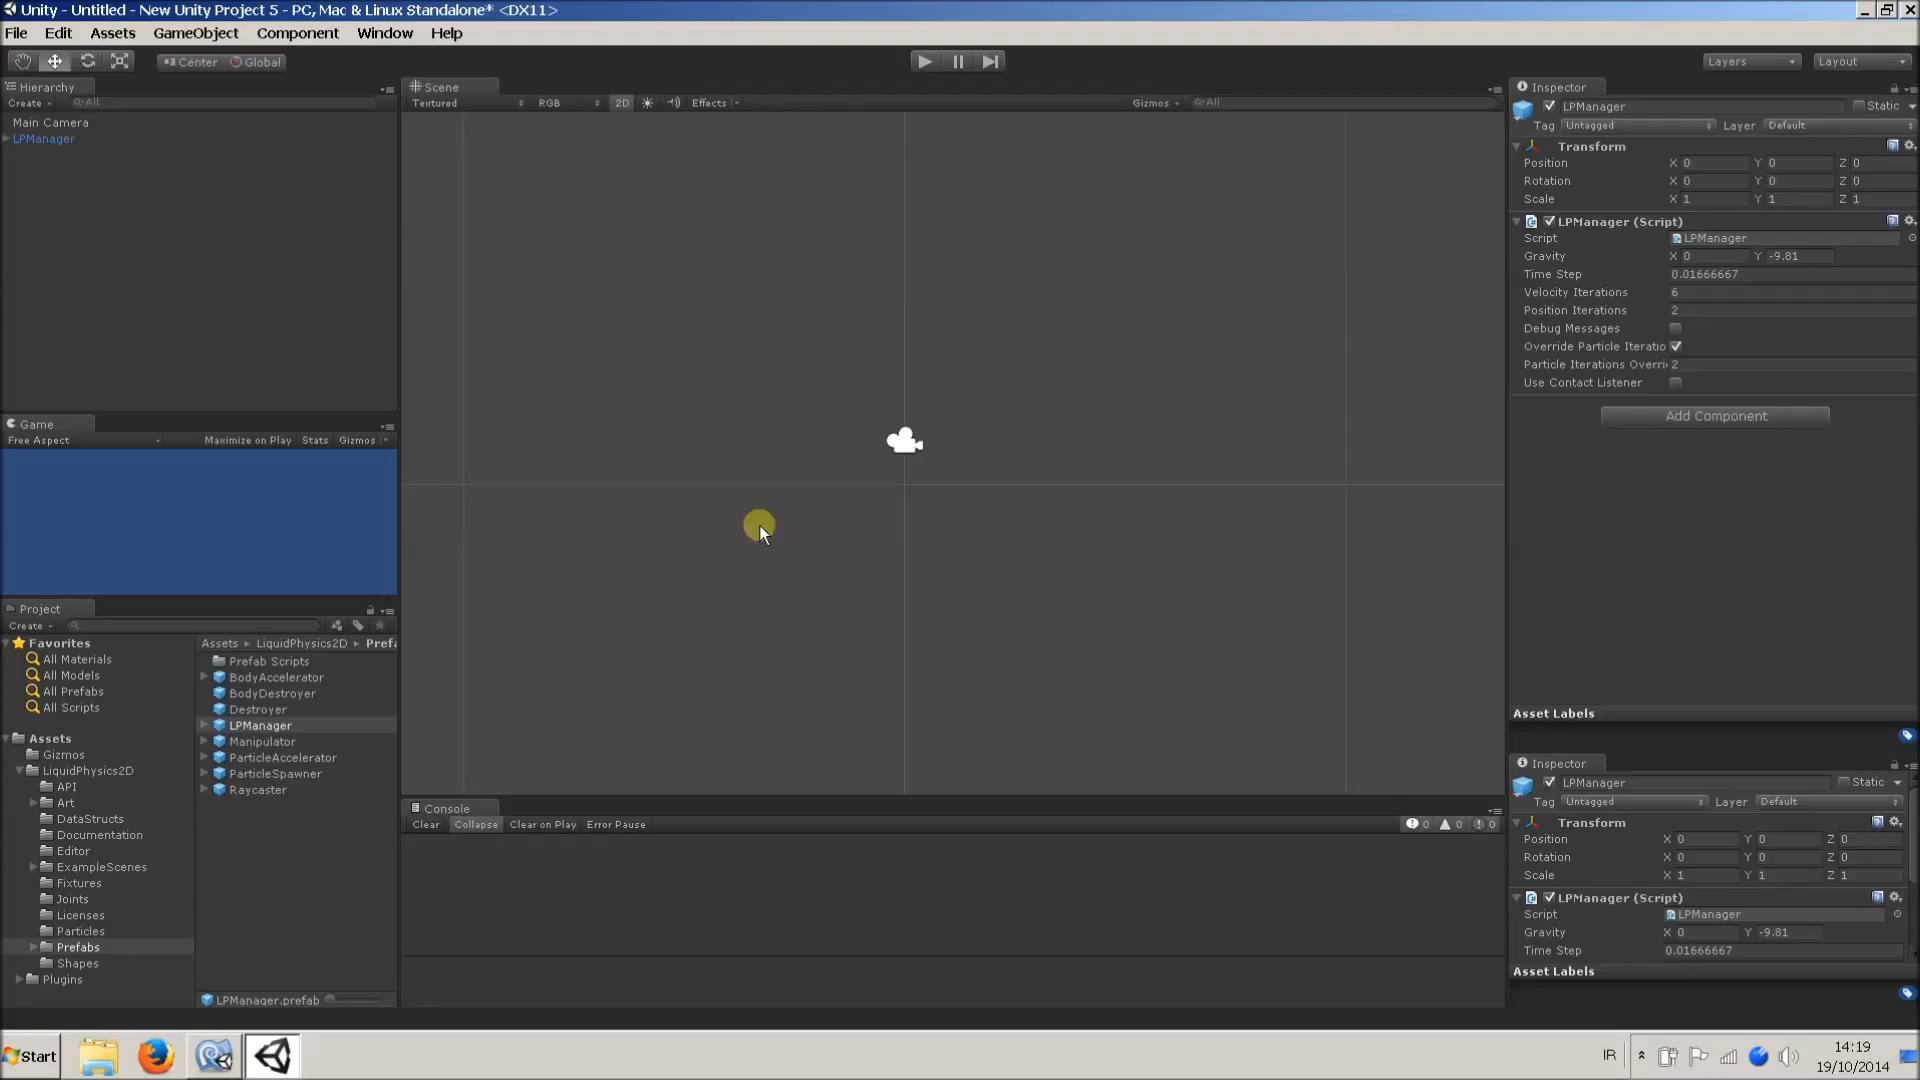 Unity - Untitled - New Unity Project 5 - PC, Mac & Linux Standalone* <DX11>
File Edit Assets GameObject Component Window Help
Center Global Layers Layout
Hierarchy
Create All
Main Camera
LPManager
Scene
Textured RGB 2D Effects Gizmos All
Game
Free Aspect Maximize on Play Stats Gizmos
Project
Create
Favorites
All Materials
All Models
All Prefabs
All Scripts
Assets
Gizmos
LiquidPhysics2D
API
Art
DataStructs
Documentation
Editor
ExampleScenes
Fixtures
Joints
Licenses
Particles
Prefabs
Shapes
Plugins
Assets LiquidPhysics2D Prefa
Prefab Scripts
BodyAccelerator
BodyDestroyer
Destroyer
LPManager
Manipulator
ParticleAccelerator
ParticleSpawner
Raycaster
LPManager.prefab
Console
Clear Collapse Clear on Play Error Pause 0 0 0
Inspector
LPManager Static
Tag Untagged Layer Default
Transform
Position X 0 Y 0 Z 0
Rotation X 0 Y 0 Z 0
Scale X 1 Y 1 Z 1
LPManager (Script)
Script LPManager
Gravity X 0 Y -9.81
Time Step 0.01666667
Velocity Iterations 6
Position Iterations 2
Debug Messages
Override Particle Iteratio
Particle Iterations Overri 2
Use Contact Listener
Add Component
Asset Labels
Inspector
LPManager Static
Tag Untagged Layer Default
Transform
Position X 0 Y 0 Z 0
Rotation X 0 Y 0 Z 0
Scale X 1 Y 1 Z 1
LPManager (Script)
Script LPManager
Gravity X 0 Y -9.81
Time Step 0.01666667
Asset Labels
Start IR 14:19
19/10/2014